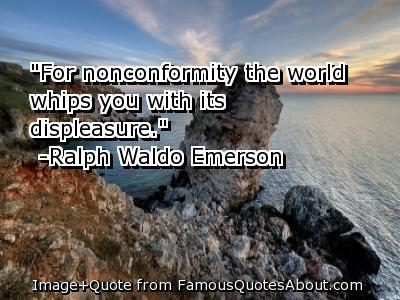 "For nonconformity the world
whips you with its
displeasure."
-Ralph Waldo Emerson
Image+Quote from FamousQuotesAbout.com